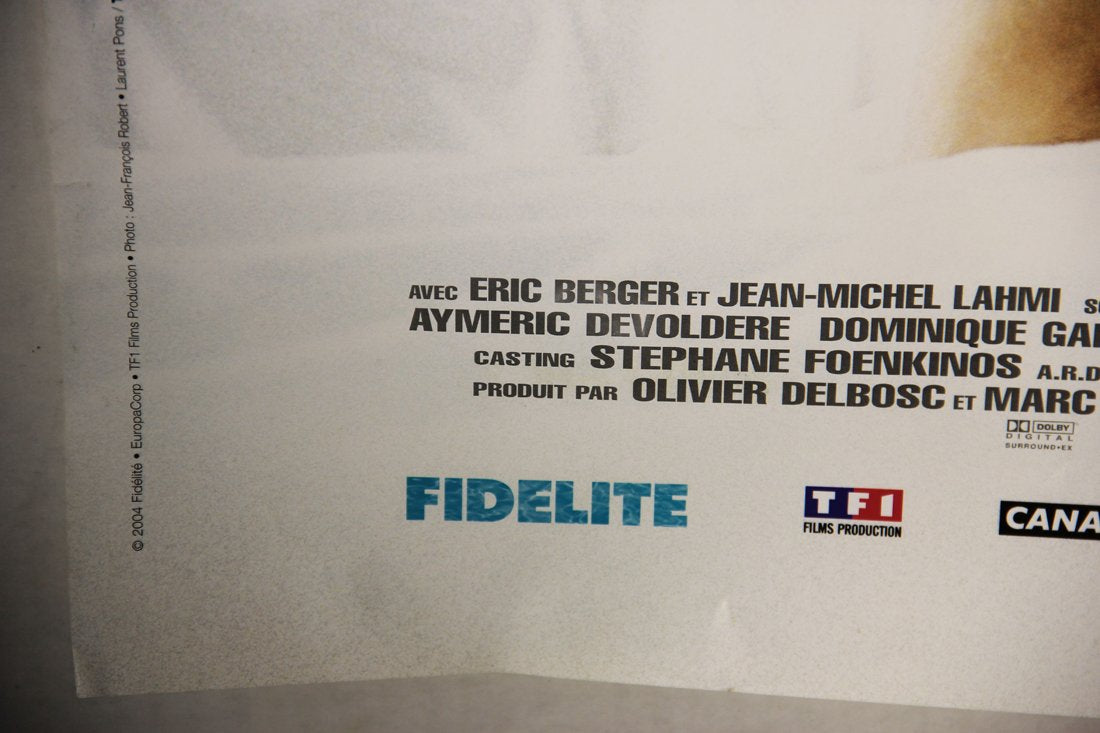 © 2004 Fidélité • EuropaCorp • TF1 Films Production • Photo : Jean-François Robert • Laurent Pons /
AVEC ERIC BERGER ET JEAN-MICHEL LAHMI
AYMERIC DEVOLDERE DOMINIQUE
CASTING STEPHANE FOENKINOS A.R.D
PRODUIT PAR OLIVIER DELBOSC ET MARC
DOLBY
DIGITAL
SURROUND•EX
FIDELITE
TF1
FILMS PRODUCTION
CANA